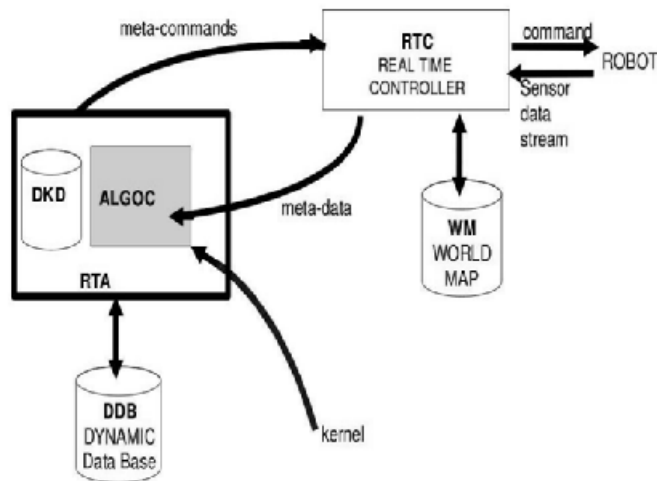 meta-commands
RTC
REAL TIME
CONTROLLER
command
ROBOT
Sensor
data
stream
DKD
ALGOC
meta-data
RTA
WM
WORLD
MAP
DDB
DYNAMIC
Data Base
kernel